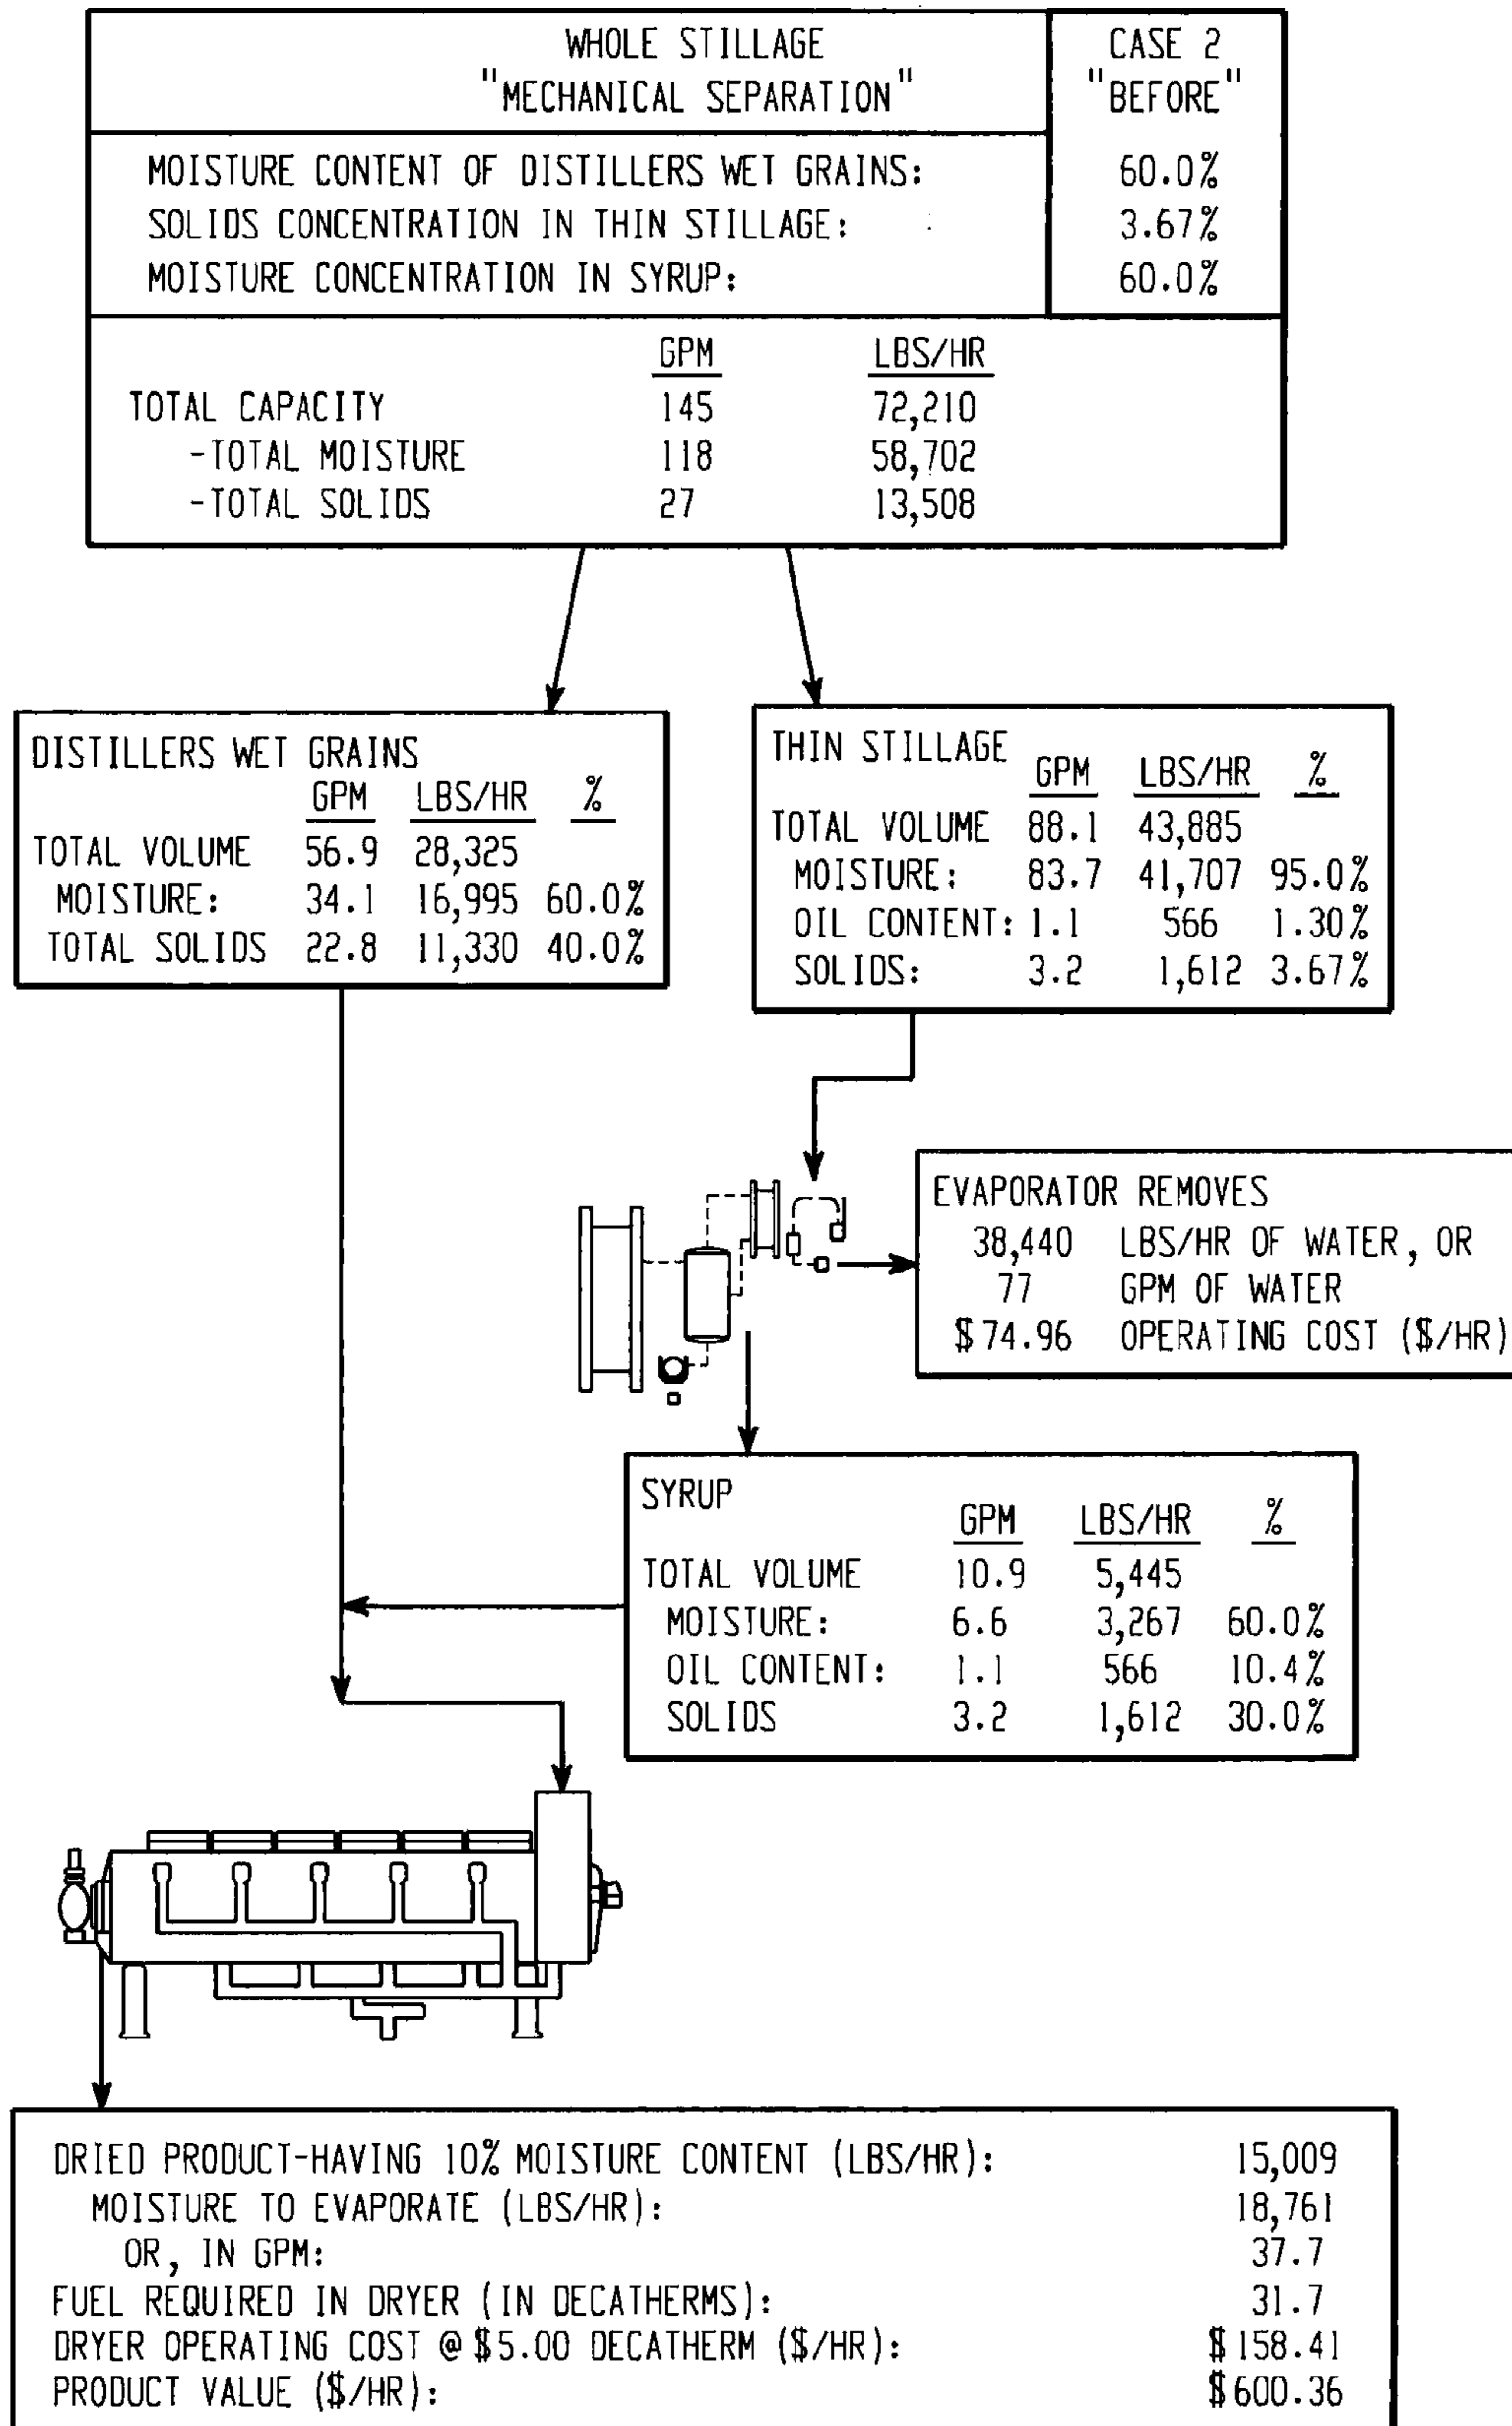 WHOLE STILLAGE
"MECHANICAL SEPARATION"
CASE 2
"BEFORE"
MOISTURE CONTENT OF DISTILLERS WET GRAINS: 60.0%
SOLIDS CONCENTRATION IN THIN STILLAGE: 3.67%
MOISTURE CONCENTRATION IN SYRUP: 60.0%
GPM LBS/HR
TOTAL CAPACITY 145 72,210
-TOTAL MOISTURE 118 58,702
-TOTAL SOLIDS 27 13,508
DISTILLERS WET GRAINS
GPM LBS/HR %
TOTAL VOLUME 56.9 28,325
MOISTURE: 34.1 16,995 60.0%
TOTAL SOLIDS 22.8 11,330 40.0%
THIN STILLAGE GPM LBS/HR %
TOTAL VOLUME 88.1 43,885
MOISTURE: 83.7 41,707 95.0%
OIL CONTENT: 1.1 566 1.30%
SOLIDS: 3.2 1,612 3.67%
EVAPORATOR REMOVES
38,440 LBS/HR OF WATER, OR
77 GPM OF WATER
$74.96 OPERATING COST ($/HR)
SYRUP
GPM LBS/HR %
TOTAL VOLUME 10.9 5,445
MOISTURE: 6.6 3,267 60.0%
OIL CONTENT: 1.1 566 10.4%
SOLIDS 3.2 1,612 30.0%
DRIED PRODUCT-HAVING 10% MOISTURE CONTENT (LBS/HR): 15,009
MOISTURE TO EVAPORATE (LBS/HR): 18,761
OR, IN GPM: 37.7
FUEL REQUIRED IN DRYER (IN DECATHERMS): 31.7
DRYER OPERATING COST @ $5.00 DECATHERM ($/HR): $158.41
PRODUCT VALUE ($/HR): $600.36